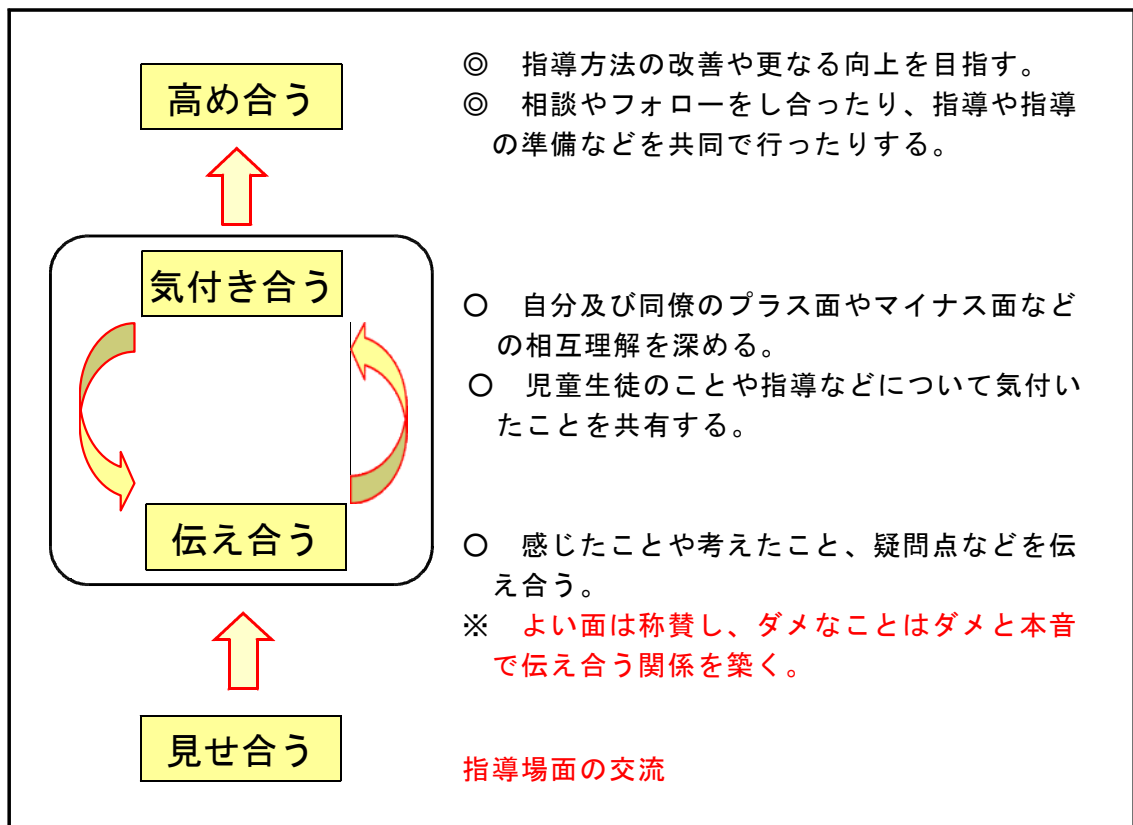 高め合う
◎　指導方法の改善や更なる向上を目指す。
◎　相談やフォローをし合ったり、指導や指導
の準備などを共同で行ったりする。
気付き合う
○　自分及び同僚のプラス面やマイナス面など
の相互理解を深める。
○　児童生徒のことや指導などについて気付い
たことを共有する。
伝え合う
○　感じたことや考えたこと、疑問点などを伝
え合う。
※　よい面は称賛し、ダメなことはダメと本音
で伝え合う関係を築く。
見せ合う
指導場面の交流